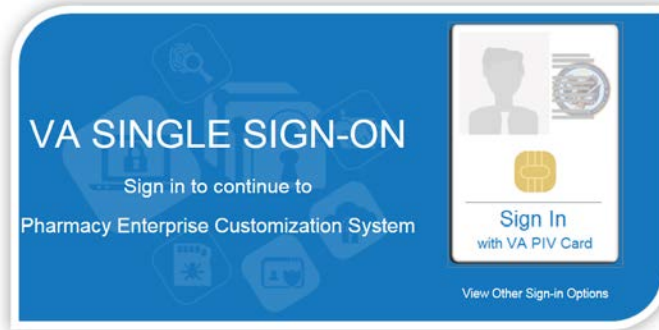 VA SINGLE SIGN-ON
Sign in to continue to
Pharmacy Enterprise Customization System
Sign In
with VA PIV Card
View Other Sign-in Options